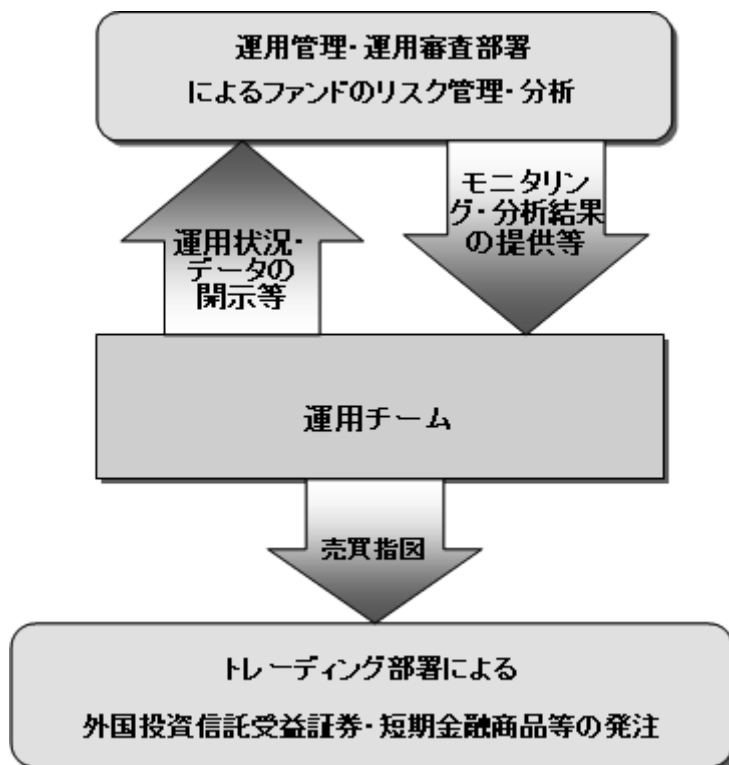 運用管理・運用審査部署
によるファンドのリスク管理・分析
運用状況・
データの
開示等
モニタリン
グ・分析結果
の提供等
運用チーム
売買指図
トレーディング部署による
外国投資信託受益証券・短期金融商品等の発注